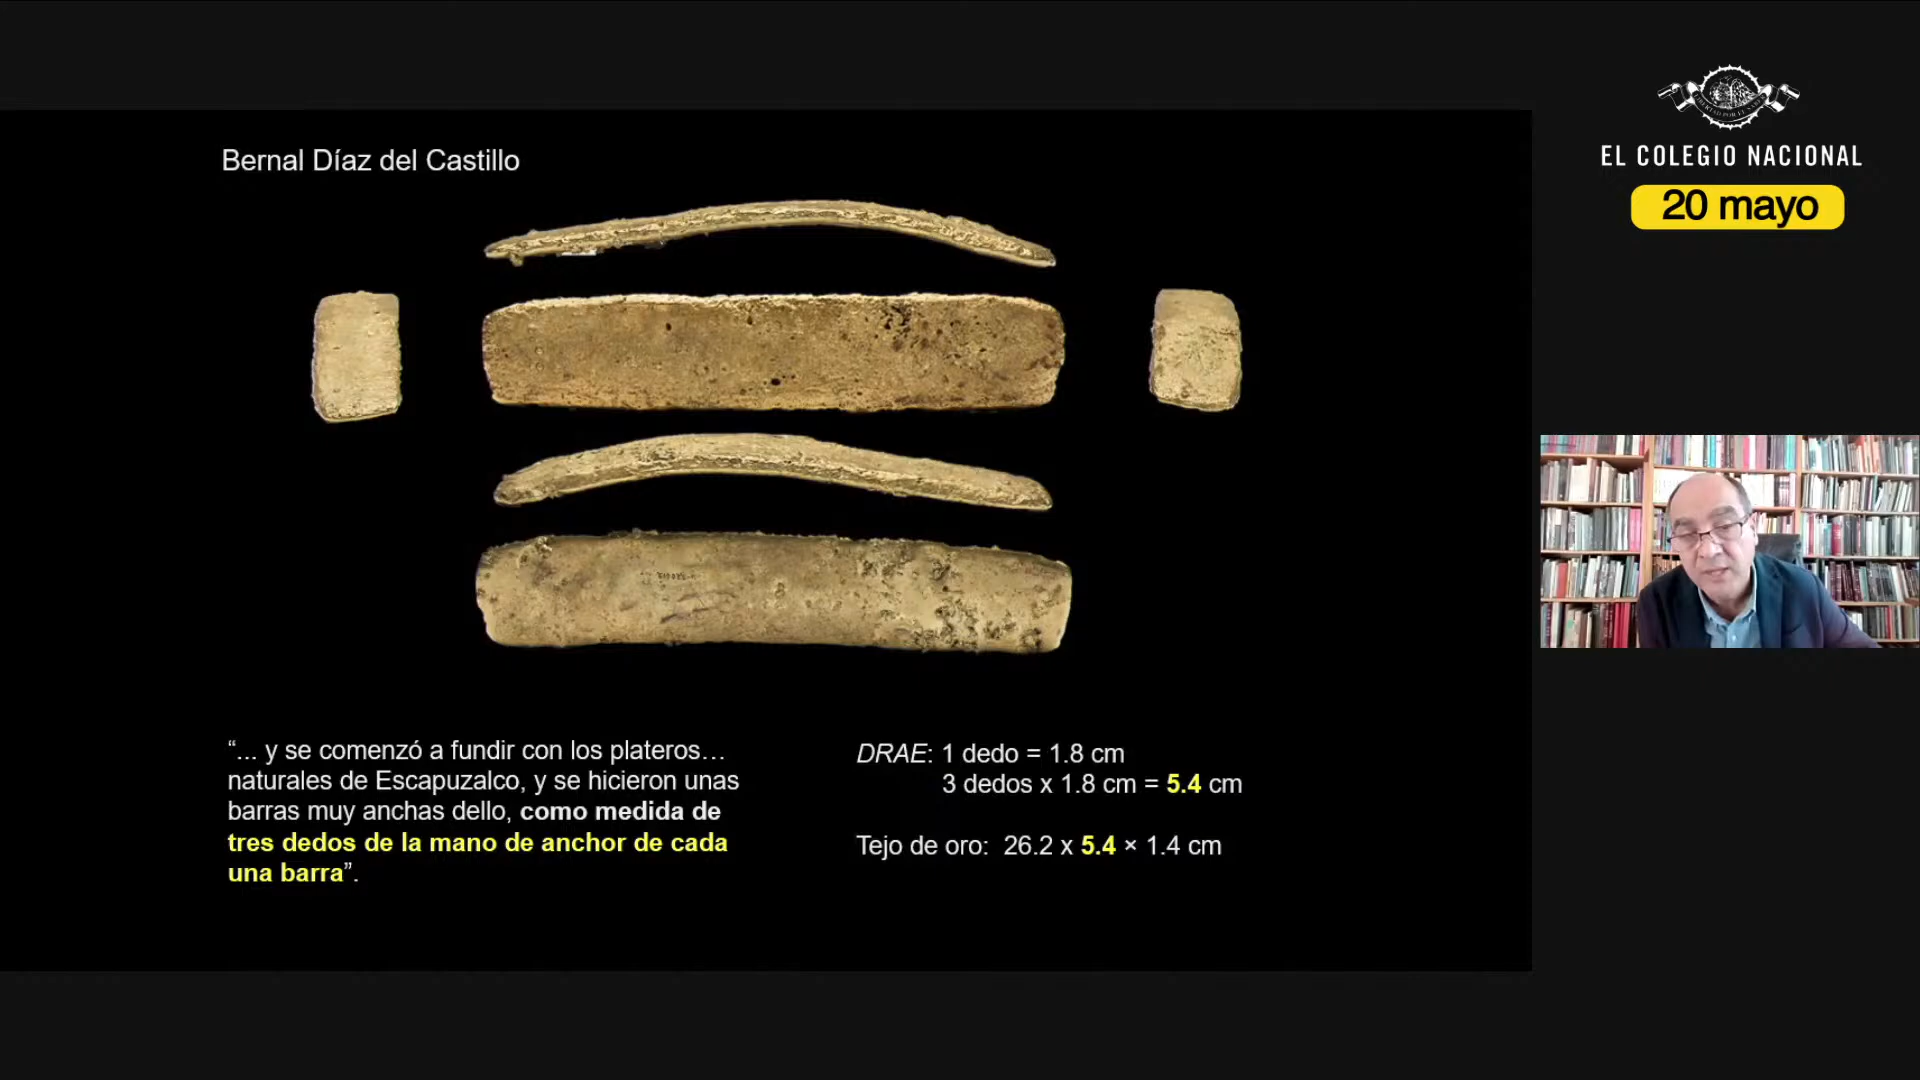 Bernal Díaz del Castillo
“... y se comenzó a fundir con los plateros…
naturales de Escapuzalco, y se hicieron unas
barras muy anchas dello, como medida de
tres dedos de la mano de anchor de cada
una barra”.
DRAE: 1 dedo = 1.8 cm
3 dedos x 1.8 cm = 5.4 cm
Tejo de oro: 26.2 x 5.4 × 1.4 cm
EL COLEGIO NACIONAL
20 mayo